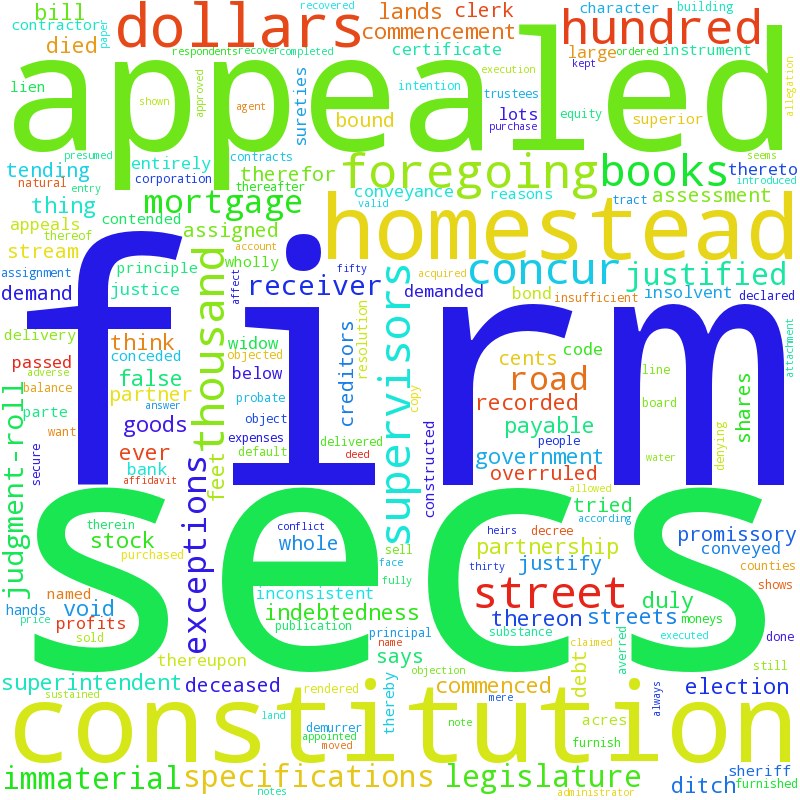 recovered
character
building
dollars
hundred
lands
clerk
contractor
paper
commencement
died
respondents
recover
completed
certificate
large
ordered
instrument
appealed
kept
lien
execution
intention
trustees
allegation
shown
approved
agent
sureties
bound
lots
purchase
equity
superior
presumed
tending
entirely
contracts
foregoing
books
thereto
natural
entry
corporation
therefor
thereafter
conveyance
reasons
tract
seems
introduced
thing
mortgage
valid
assessment
appeals
contended
thereof
assigned
homestead
stream
assignment
principle
wholly
account
fifty
concur
acquired
justified
demand
justice
thousand
receiver
affect
supervisors
demanded
bond
insufficient
insolvent
declared
firm
delivery
think
widow
creditors
resolution
code
attachment
passed
conceded
objected
cents
line
adverse
false
below
road
balance
partner
probate
copy
recorded
shares
parte
answer
object
board
want
goods
payable
judgment-roll
ever
expenses
delivered
people
denying
secure
bank
default
deed
government
water
affidavit
feet
constructed
overruled
exceptions
allowed
secs
therein
conflict
heirs
according
tried
stock
whole
decree
promissory
purchased
sell
partnership
conveyed
face
thirty
justify
counties
named
inconsistent
fully
street
shows
hands
void
indebtedness
duly
price
profits
publication
thereon
streets
moneys
sold
principal
substance
executed
done
name
claimed
averred
thereupon
says
objection
debt
still
superintendent
deceased
rendered
thereby
commenced
election
sustained
mere
always
constitution
land
appointed
note
acres
demurrer
moved
furnish
immaterial
specifications
legislature
sheriff
ditch
furnished
notes
administrator